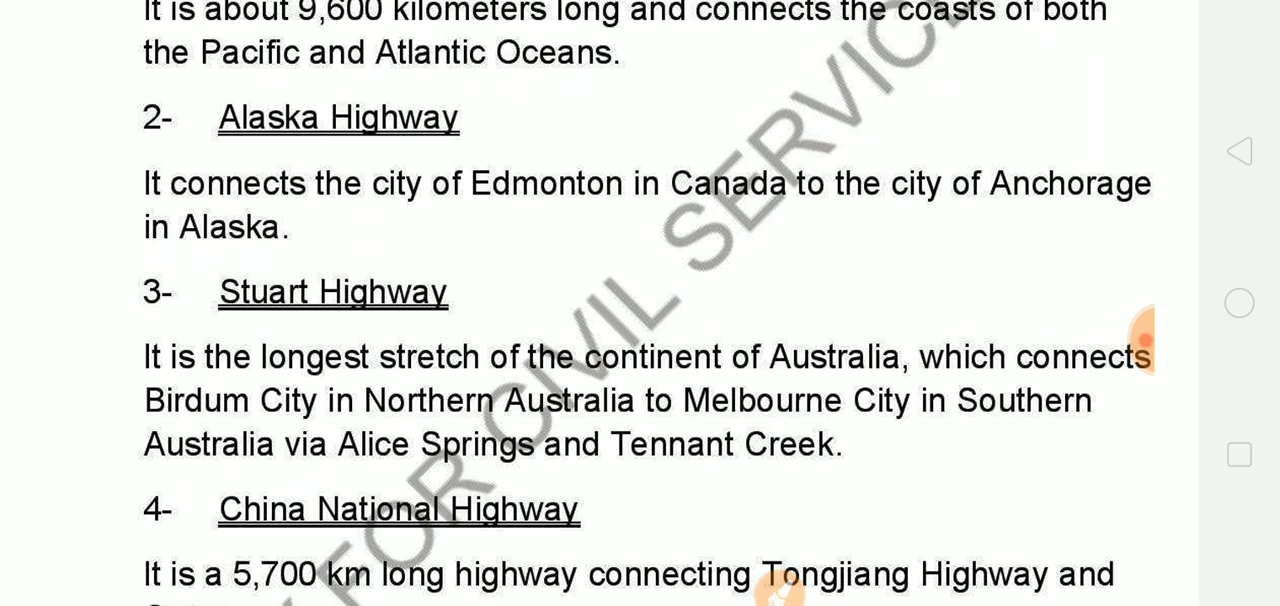 It is about 9,600 kilometers long and connects the coasts of both
the Pacific and Atlantic Oceans.
2- Alaska Highway
It connects the city of Edmonton in Canada to the city of Anchorage
in Alaska.
3- Stuart Highway
It is the longest stretch of the continent of Australia, which connects
Birdum City in Northern Australia to Melbourne City in Southern
Australia via Alice Springs and Tennant Creek.
4- China National Highway
It is a 5,700 km long highway connecting Tongjiang Highway and
FOR CIVIL